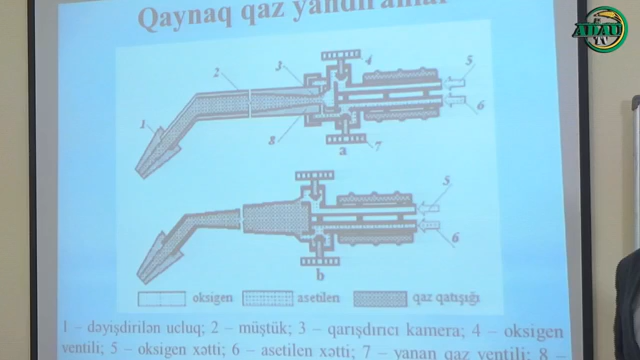 Qaynaq qaz yandıranlar
ADAU
TV
1
2
3
4
5
6
7
8
a
5
6
b
oksigen
asetilen
qaz qatışığı
1 – dəyişdirilən ucluq; 2 – müştük; 3 – qarışdırıcı kamera; 4 – oksigen
ventili; 5 – oksigen xətti; 6 – asetilen xətti; 7 – yanan qaz ventili; 8